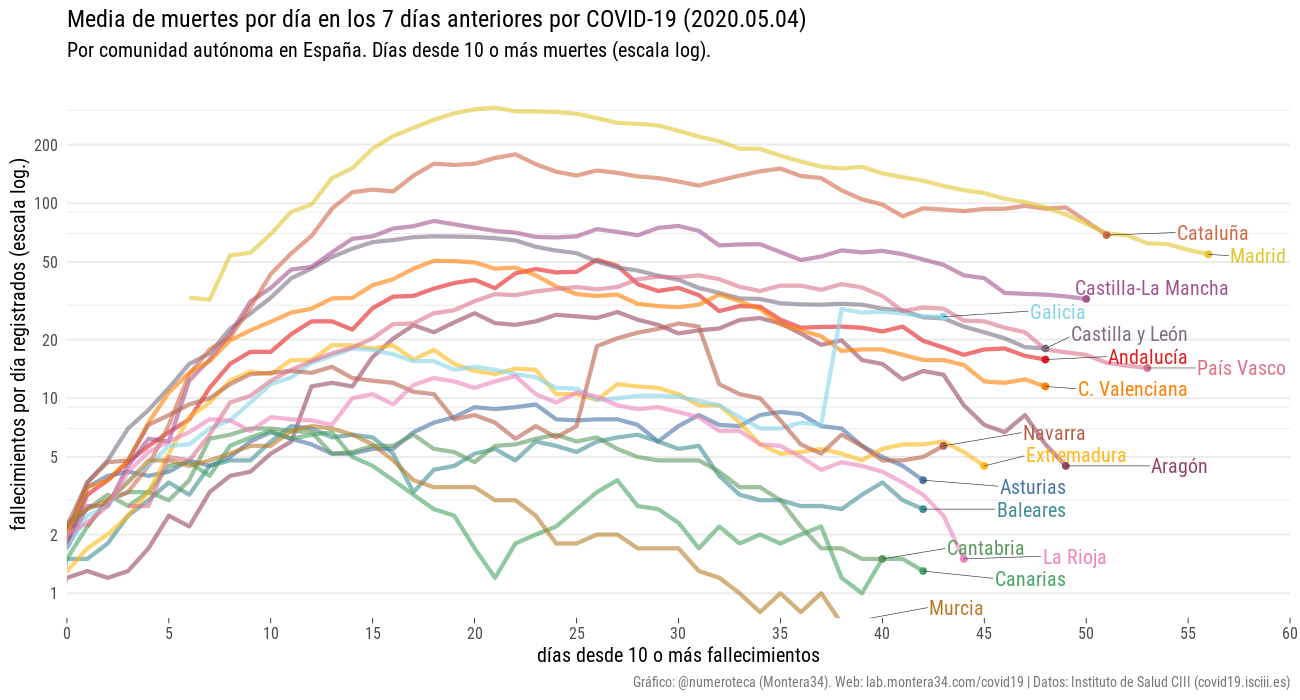 Media de muertes por día en los 7 días anteriores por COVID-19 (2020.05.04)
Por comunidad autónoma en España. Días desde 10 o más muertes (escala log).
fallecimientos por día registrados (escala log.)
200
100
50
20
10
5
2
1
Cataluña
Madrid
Castilla-La Mancha
Galicia
Castilla y León
Andalucía
País Vasco
C. Valenciana
Navarra
Extremadura
Aragón
Asturias
Baleares
Cantabria
La Rioja
Canarias
Murcia
0 5 10 15 20 25 30 35 40 45 50 55 60
días desde 10 o más fallecimientos
Gráfico: @numeroteca (Montera34). Web: lab.montera34.com/covid19 | Datos: Instituto de Salud CIII (covid19.isciii.es)